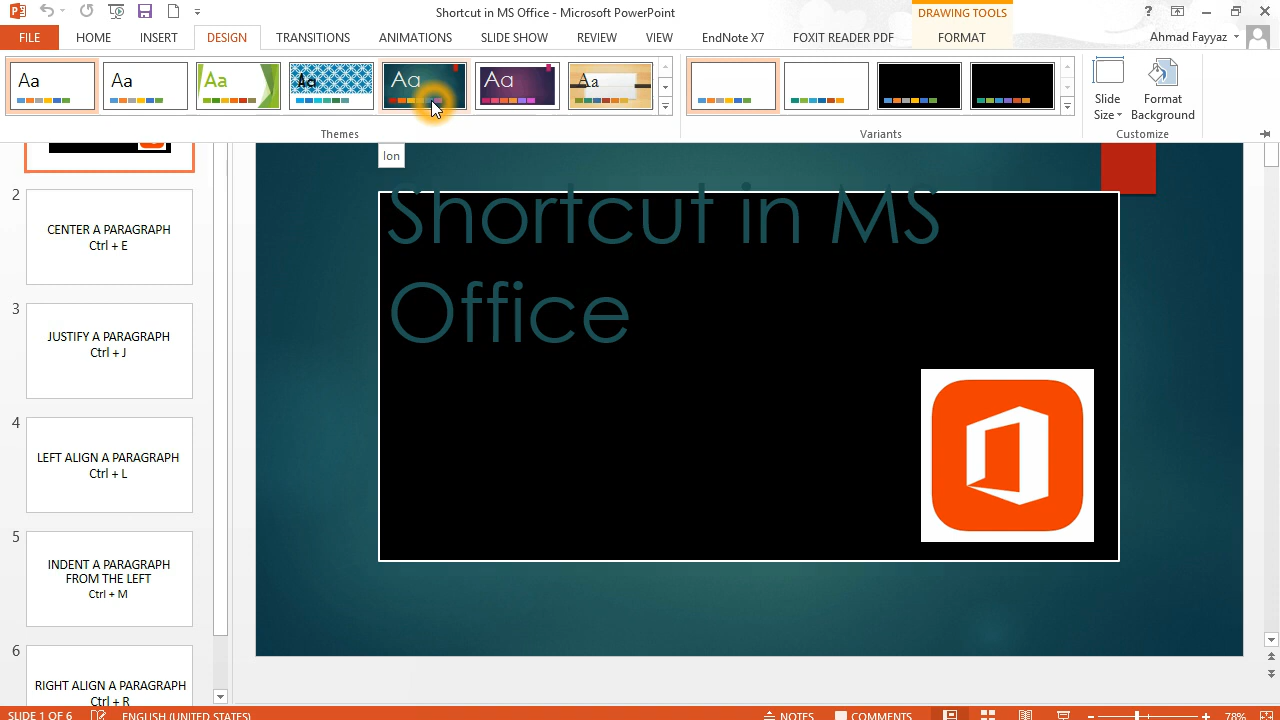 Shortcut in MS Office - Microsoft PowerPoint
DRAWING TOOLS
?
FILE HOME INSERT DESIGN TRANSITIONS ANIMATIONS SLIDE SHOW REVIEW VIEW EndNote X7 FOXIT READER PDF FORMAT Ahmad Fayyaz
Aa Aa Aa Aa Aa Aa Aa
Slide Size
Format Background
Themes Variants Customize
Ion
Shortcut in MS
Office
2
CENTER A PARAGRAPH
Ctrl + E
3
JUSTIFY A PARAGRAPH
Ctrl + J
4
LEFT ALIGN A PARAGRAPH
Ctrl + L
5
INDENT A PARAGRAPH
FROM THE LEFT
Ctrl + M
6
RIGHT ALIGN A PARAGRAPH
Ctrl + R
SLIDE 1 OF 6 ENGLISH (UNITED STATES) NOTES COMMENTS 78%